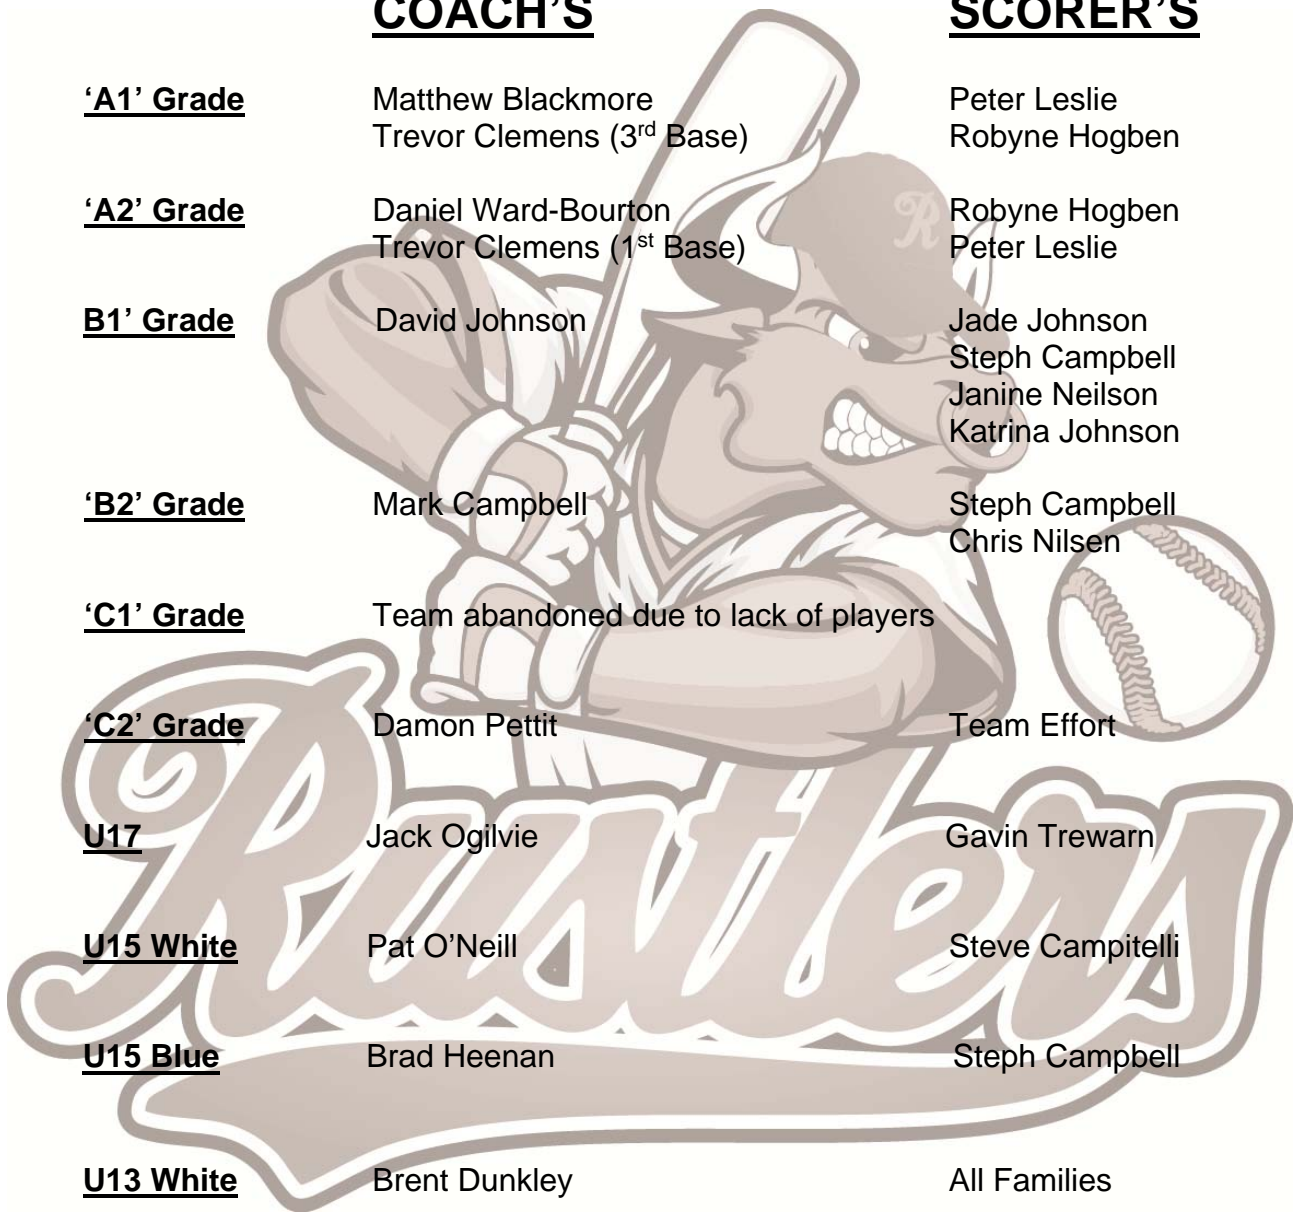 COACH’S SCORER’S
‘A1’ Grade Matthew Blackmore Peter Leslie
Trevor Clemens (3rd Base) Robyne Hogben
‘A2’ Grade Daniel Ward-Bourton Robyne Hogben
Trevor Clemens (1st Base) Peter Leslie
B1’ Grade David Johnson Jade Johnson
Steph Campbell
Janine Neilson
Katrina Johnson
‘B2’ Grade Mark Campbell Steph Campbell
Chris Nilsen
‘C1’ Grade Team abandoned due to lack of players
‘C2’ Grade Damon Pettit Team Effort
U17 Jack Ogilvie Gavin Trewarn
U15 White Pat O’Neill Steve Campitelli
U15 Blue Brad Heenan Steph Campbell
U13 White Brent Dunkley All Families
R
Rustlers